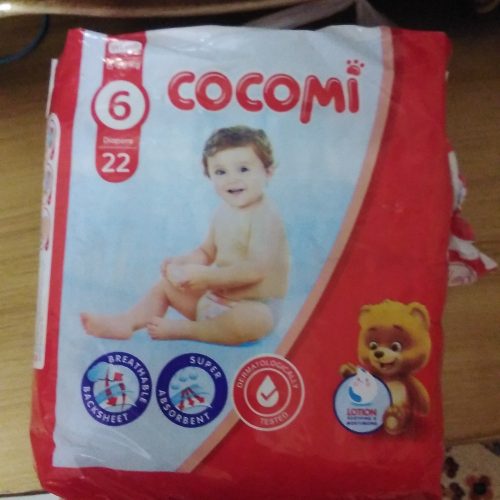 COCOMi
6
Diapers
22
BREATHABLE
BACKSHEET
SUPER
ABSORBENT
DERMATOLOGICALLY
TESTED
LOTION